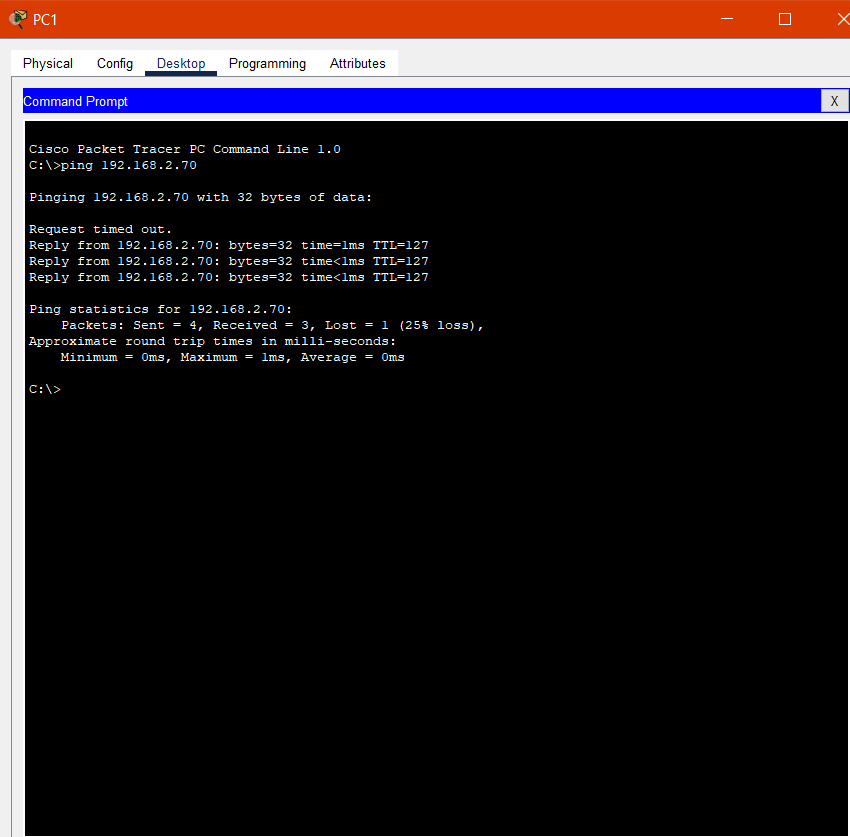 PC1
Physical Config Desktop Programming Attributes
Command Prompt
X
Cisco Packet Tracer PC Command Line 1.0
C:\>ping 192.168.2.70
Pinging 192.168.2.70 with 32 bytes of data:
Request timed out.
Reply from 192.168.2.70: bytes=32 time=1ms TTL=127
Reply from 192.168.2.70: bytes=32 time<1ms TTL=127
Reply from 192.168.2.70: bytes=32 time<1ms TTL=127
Ping statistics for 192.168.2.70:
Packets: Sent = 4, Received = 3, Lost = 1 (25% loss),
Approximate round trip times in milli-seconds:
Minimum = 0ms, Maximum = 1ms, Average = 0ms
C:\>